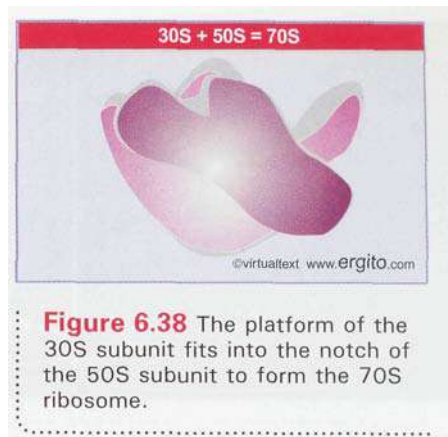 30S + 50S = 70S
©virtualtext www.ergito.com
Figure 6.38 The platform of the
30S subunit fits into the notch of
the 50S subunit to form the 70S
ribosome.